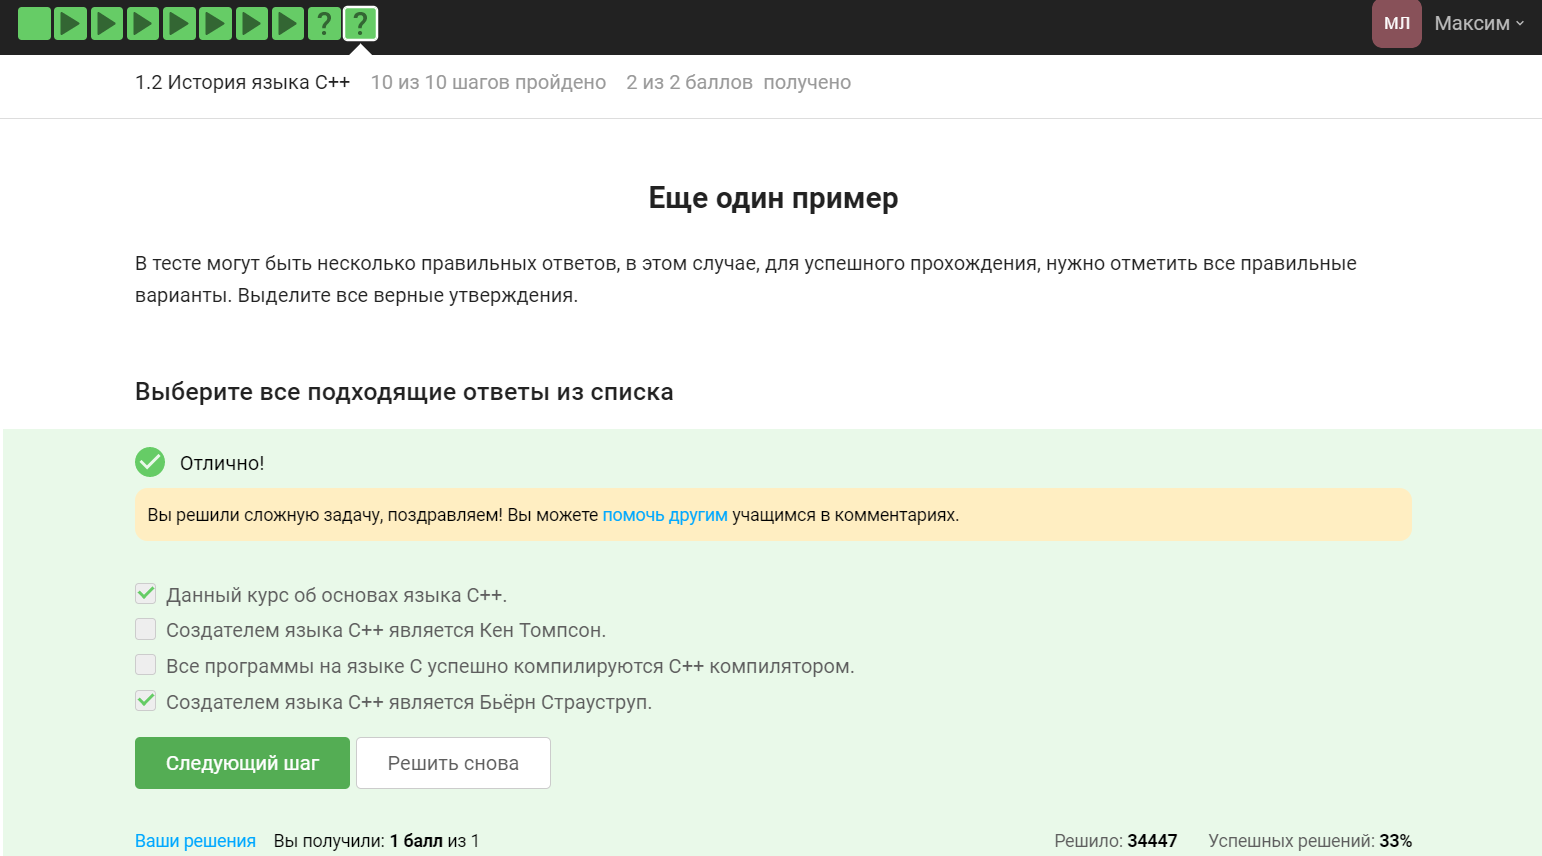 ? ?
МЛ Максим
1.2 История языка C++ 10 из 10 шагов пройдено 2 из 2 баллов получено
Еще один пример
В тесте могут быть несколько правильных ответов, в этом случае, для успешного прохождения, нужно отметить все правильные
варианты. Выделите все верные утверждения.
Выберите все подходящие ответы из списка
Отлично!
Вы решили сложную задачу, поздравляем! Вы можете помочь другим учащимся в комментариях.
Данный курс об основах языка C++.
Создателем языка C++ является Кен Томпсон.
Все программы на языке C успешно компилируются C++ компилятором.
Создателем языка C++ является Бьёрн Страуструп.
Следующий шаг Решить снова
Ваши решения Вы получили: 1 балл из 1 Решило: 34447 Успешных решений: 33%